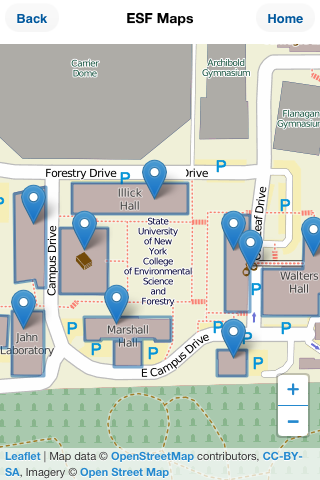 Back
ESF Maps
Home
Carrier
Dome
Archibold
Gymnasium
Flanagan
Gymnasium
P
Forestry Drive
P
Drive
Illick
Hall
P
Campus Drive
State
University
of New
York
College
of Environmental
Science
and
Forestry
Leaf Drive
Walters
Hall
P
Jahn
Laboratory
P
Marshall
Hall
P
P
P
P
P
P
E Campus Drive
P
+
−
Leaflet | Map data © OpenStreetMap contributors, CC-BY-
SA, Imagery © Open Street Map